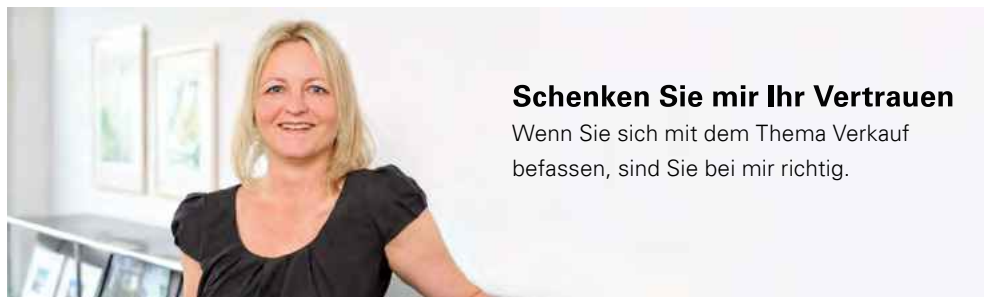 Schenken Sie mir Ihr Vertrauen
Wenn Sie sich mit dem Thema Verkauf
befassen, sind Sie bei mir richtig.